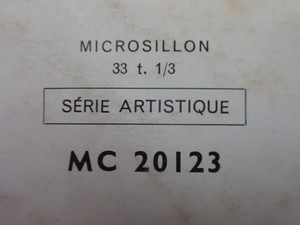 MICROSILLON
33 t. 1/3
SÉRIE ARTISTIQUE
MC 20123